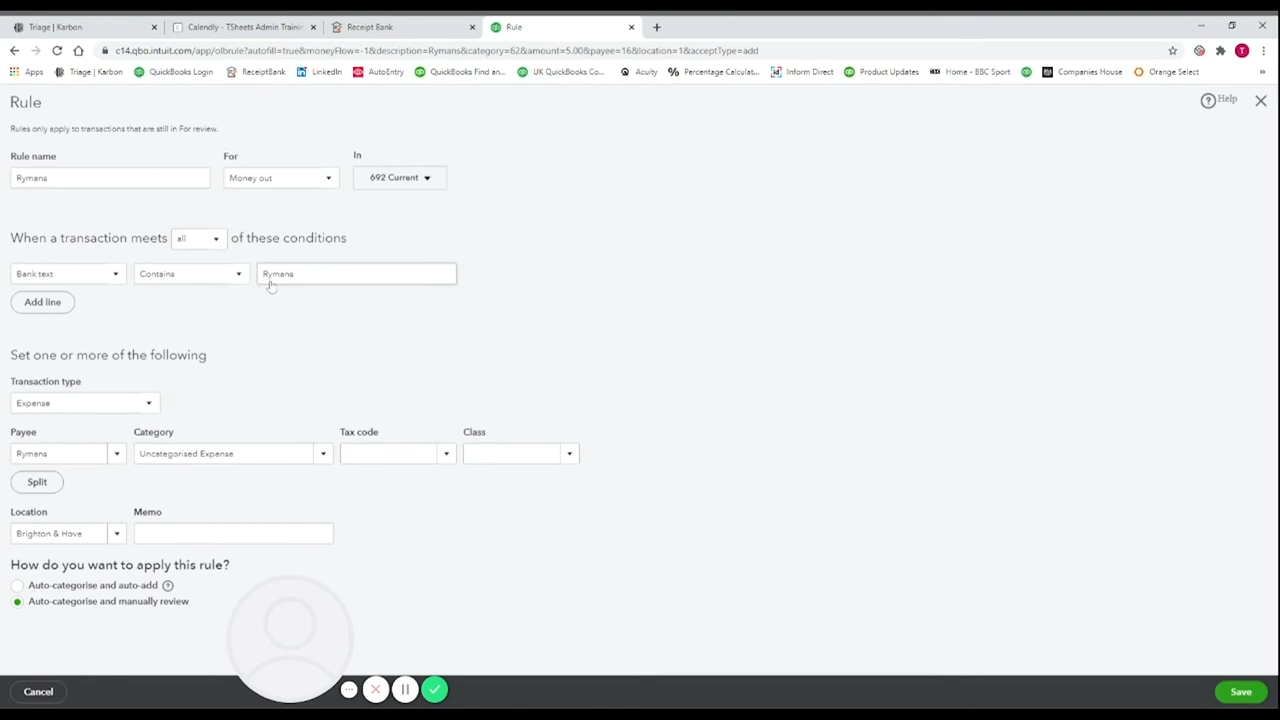 Triage | Karbon
Calendly - TSheets Admin Trainin
Receipt Bank
Rule
c14.qbo.intuit.com/app/olbrule?autofill=true&moneyFlow=-1&description=Rymans&category=62&amount=5.00&payee=16&location=1&acceptType=add
T
Apps
Triage | Karbon
QuickBooks Login
ReceiptBank
LinkedIn
AutoEntry
QuickBooks Find an...
UK QuickBooks Co...
Acuity
Percentage Calculat...
Inform Direct
Product Updates
Home - BBC Sport
Companies House
Orange Select
Rule
Help
Rules only apply to transactions that are still in For review.
Rule name
For
In
Rymans
Money out
692 Current
When a transaction meets all of these conditions
Bank text
Contains
Rymans
Add line
Set one or more of the following
Transaction type
Expense
Payee
Category
Tax code
Class
Rymans
Uncategorised Expense
Split
Location
Memo
Brighton & Hove
How do you want to apply this rule?
Auto-categorise and auto-add
Auto-categorise and manually review
Cancel
Save